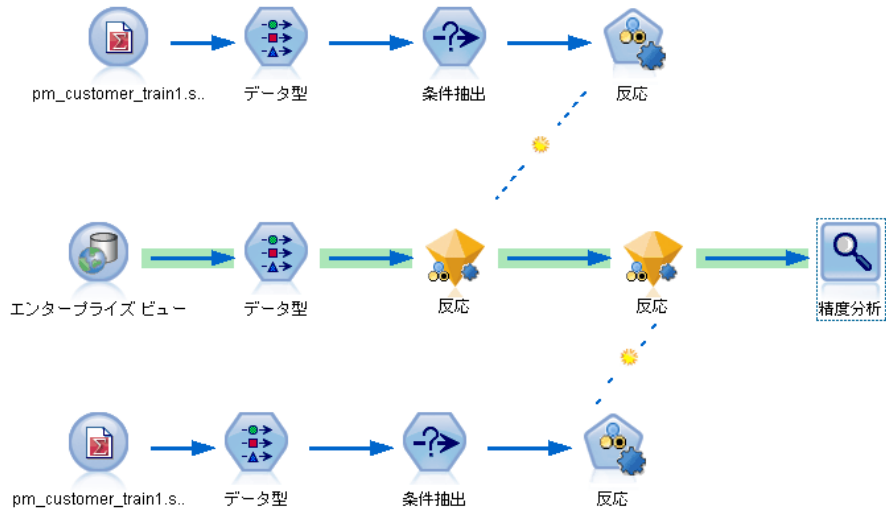 pm_customer_train1.s..
データ型
条件抽出
反応
エンタープライズ ビュー
データ型
反応
反応
精度分析
pm_customer_train1.s..
データ型
条件抽出
反応